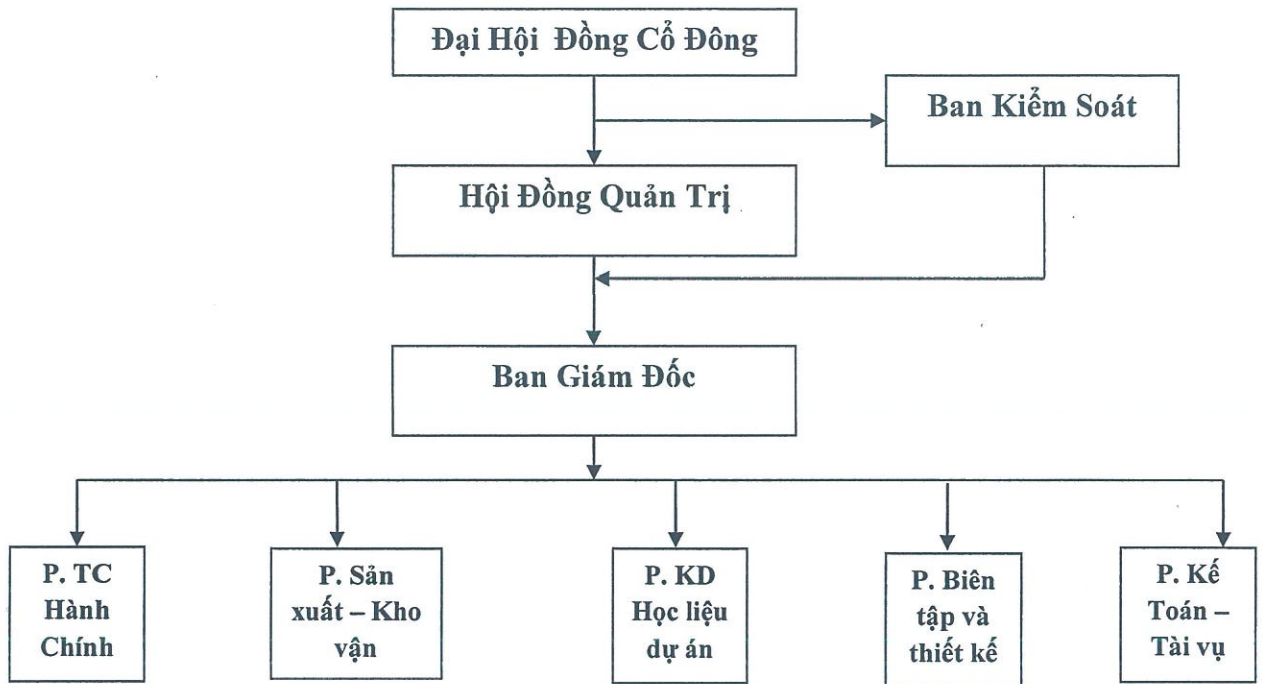 Đại Hội Đồng Cổ Đông
Ban Kiểm Soát
Hội Đồng Quản Trị
Ban Giám Đốc
P. TC
Hành
Chính
P. Sản
xuất – Kho
vận
P. KD
Học liệu
dự án
P. Biên
tập và
thiết kế
P. Kế
Toán –
Tài vụ